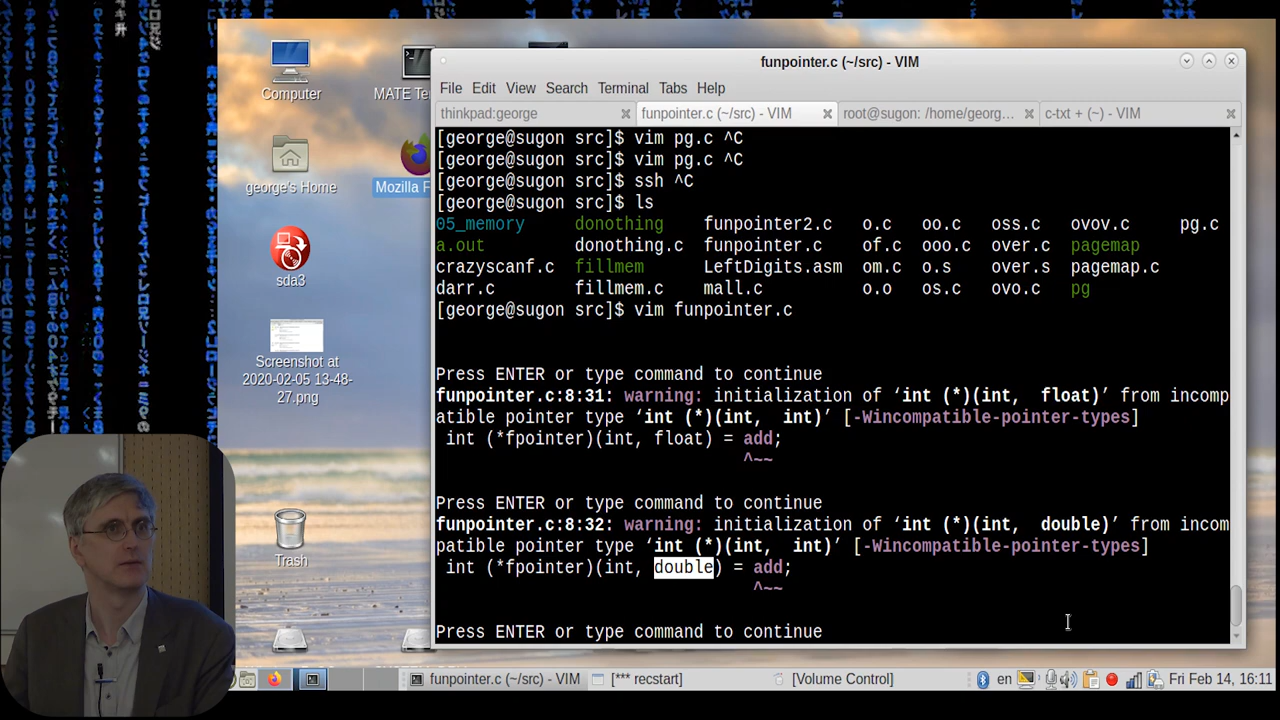 Computer
MATE Te
george's Home
Mozilla F
sda3
Screenshot at
2020-02-05 13-48-
27.png
Trash
funpointer.c (~/src) - VIM
File Edit View Search Terminal Tabs Help
thinkpad:george
funpointer.c (~/src) - VIM
root@sugon: /home/georg...
c-txt + (~) - VIM
[george@sugon src]$ vim pg.c ^C
[george@sugon src]$ vim pg.c ^C
[george@sugon src]$ ssh ^C
[george@sugon src]$ ls
05_memory donothing funpointer2.c o.c oo.c oss.c ovov.c pg.c
a.out donothing.c funpointer.c of.c ooo.c over.c pagemap
crazyscanf.c fillmem LeftDigits.asm om.c o.s over.s pagemap.c
darr.c fillmem.c mall.c o.o os.c ovo.c pg
[george@sugon src]$ vim funpointer.c
Press ENTER or type command to continue
funpointer.c:8:31: warning: initialization of ‘int (*)(int,  float)’ from incomp
atible pointer type ‘int (*)(int,  int)’ [-Wincompatible-pointer-types]
int (*fpointer)(int, float) = add;
^~~
Press ENTER or type command to continue
funpointer.c:8:32: warning: initialization of ‘int (*)(int,  double)’ from incom
patible pointer type ‘int (*)(int,  int)’ [-Wincompatible-pointer-types]
int (*fpointer)(int, double) = add;
^~~
Press ENTER or type command to continue
funpointer.c (~/src) - VIM
[*** recstart]
[Volume Control]
en
Fri Feb 14, 16:11